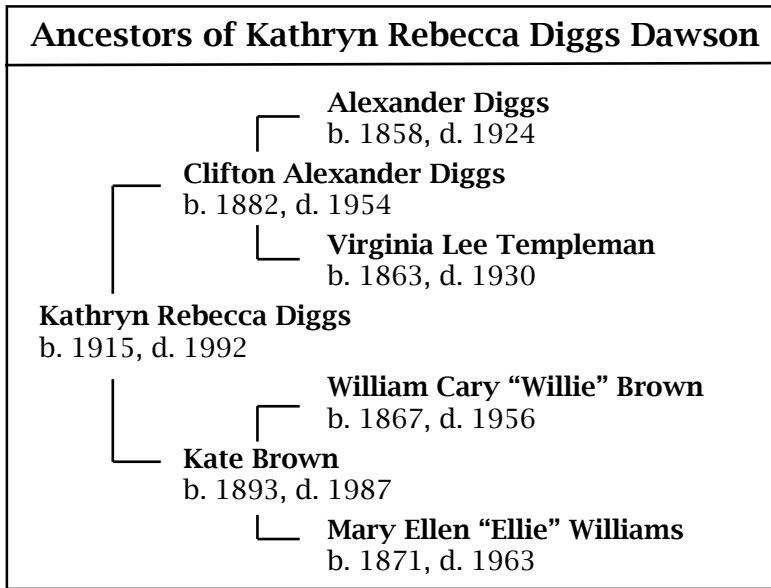 Ancestors of Kathryn Rebecca Diggs Dawson
Alexander Diggs
b. 1858, d. 1924
Clifton Alexander Diggs
b. 1882, d. 1954
Virginia Lee Templeman
b. 1863, d. 1930
Kathryn Rebecca Diggs
b. 1915, d. 1992
William Cary “Willie” Brown
b. 1867, d. 1956
Kate Brown
b. 1893, d. 1987
Mary Ellen “Ellie” Williams
b. 1871, d. 1963